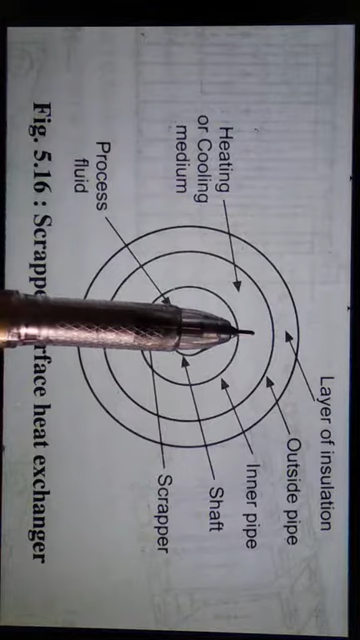 Layer of insulation
Outside pipe
Heating
or Cooling
medium
Inner pipe
Shaft
Process
fluid
Scrapper
Fig. 5.16 : Scrappe rface heat exchanger